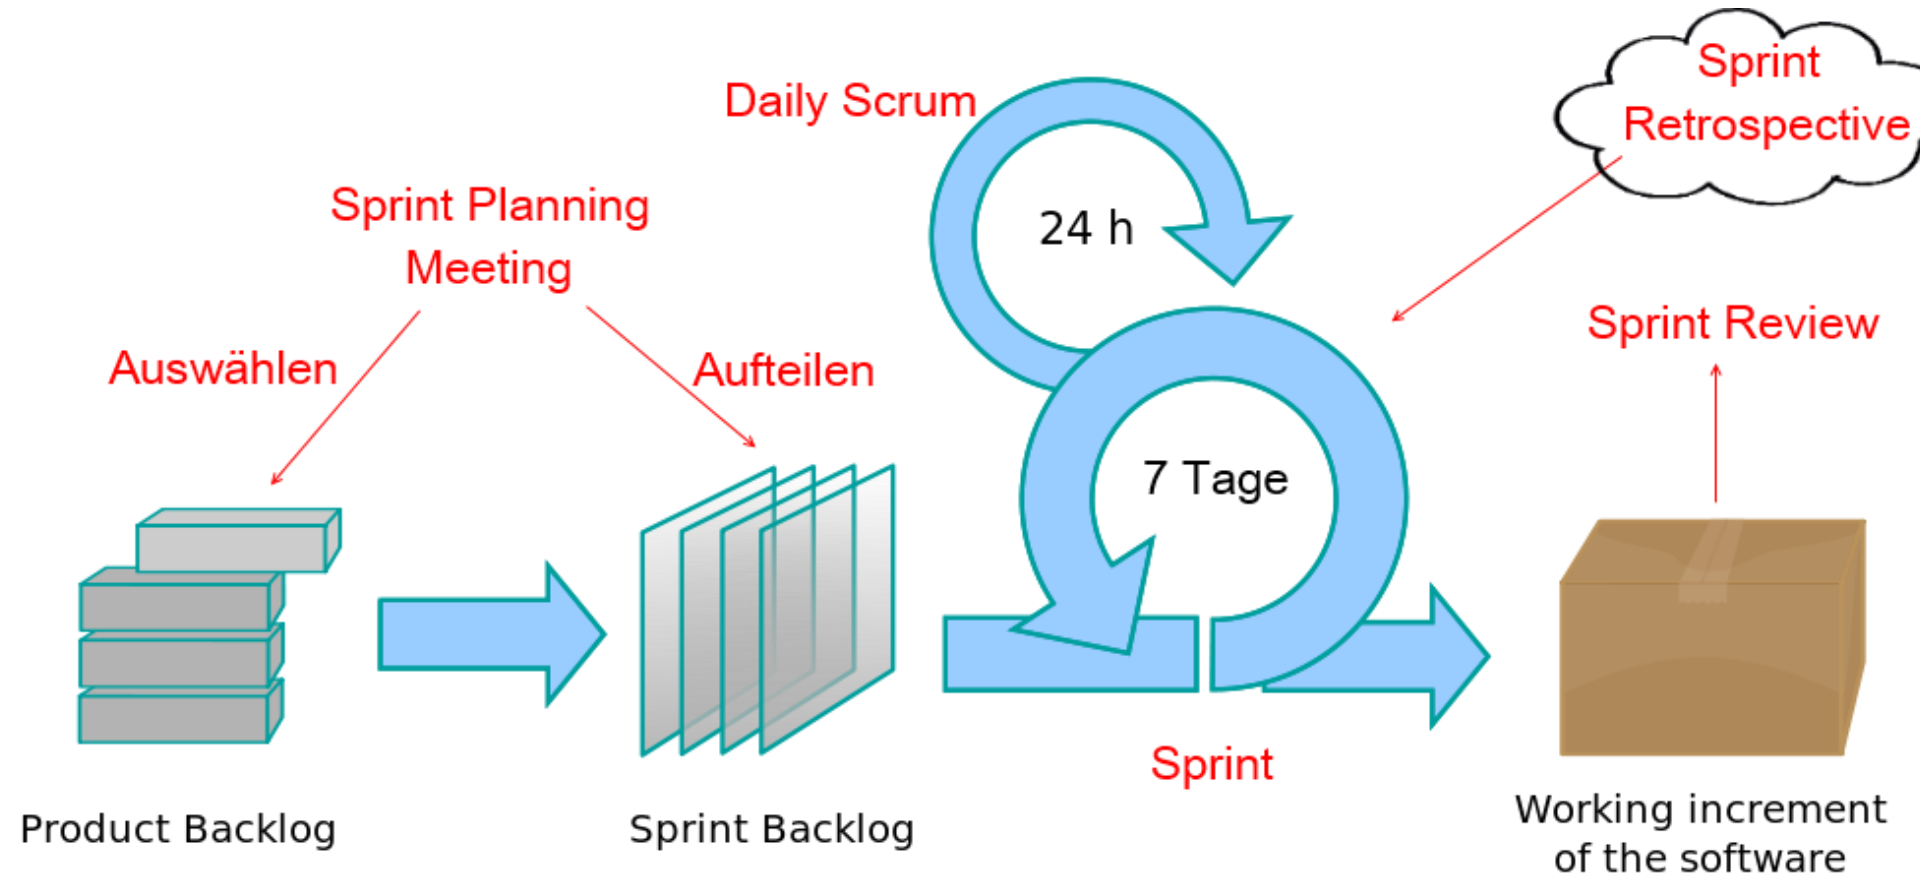 Sprint
Retrospective
Daily Scrum
Sprint Planning
Meeting
24 h
Sprint Review
Auswählen
Aufteilen
7 Tage
Sprint
Product Backlog
Sprint Backlog
Working increment
of the software